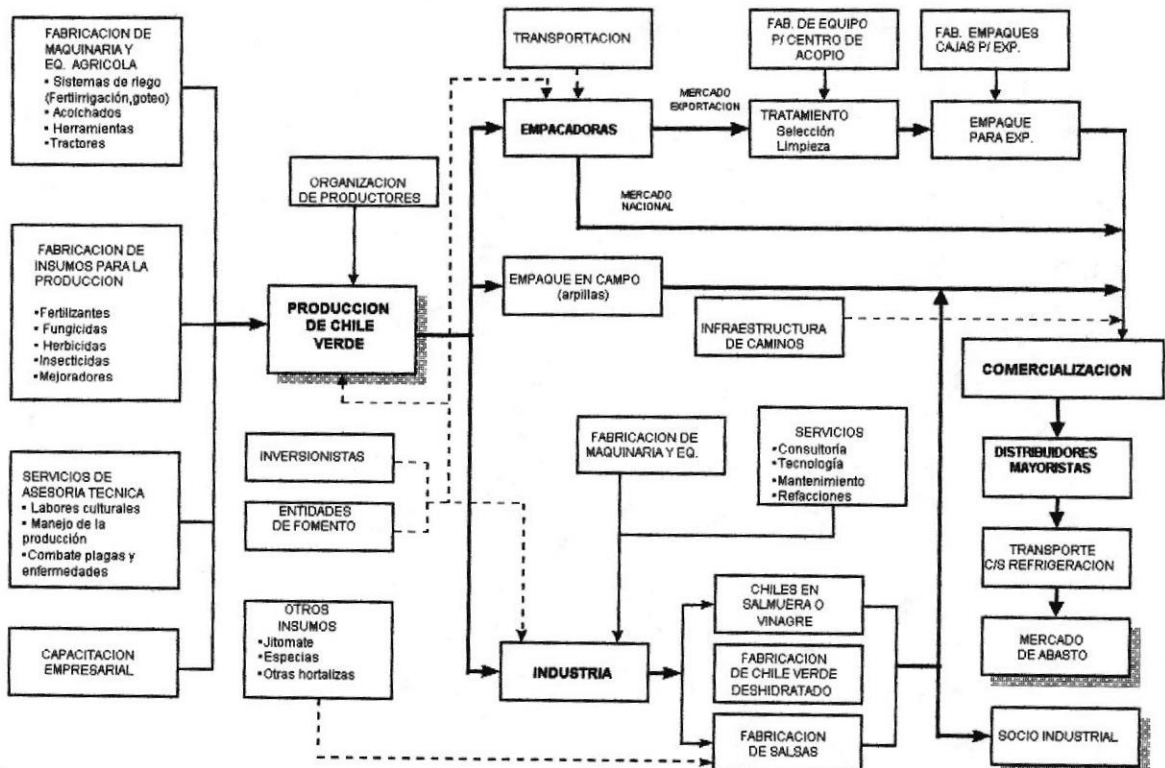 FABRICACION DE
MAQUINARIA Y
EQ. AGRICOLA
• Sistemas de riego
(Fertiirrigación,goteo)
• Acolchados
• Herramientas
• Tractores
FABRICACION DE
INSUMOS PARA LA
PRODUCCION
•Fertilizantes
• Fungicidas
• Herbicidas
•Insecticidas
•Mejoradores
SERVICIOS DE
ASESORIA TECNICA
• Labores culturales
• Manejo de la
producción
•Combate plagas y
enfermedades
CAPACITACION
EMPRESARIAL
ORGANIZACION
DE PRODUCTORES
PRODUCCION
DE CHILE
VERDE
INVERSIONISTAS
ENTIDADES
DE FOMENTO
OTROS
INSUMOS
•Jitomate
•Especias
•Otras hortalizas
TRANSPORTACION
EMPACADORAS
MERCADO
EXPORTACION
MERCADO
NACIONAL
FAB. DE EQUIPO
P/ CENTRO DE
ACOPIO
TRATAMIENTO
Selección
Limpieza
FAB. EMPAQUES
CAJAS P/ EXP.
EMPAQUE
PARA EXP.
EMPAQUE EN CAMPO
(arpillas)
INFRAESTRUCTURA
DE CAMINOS
FABRICACION DE
MAQUINARIA Y EQ.
SERVICIOS
•Consultoría
•Tecnología
•Mantenimiento
•Refacciones
INDUSTRIA
CHILES EN
SALMUERA O
VINAGRE
FABRICACION
DE CHILE VERDE
DESHIDRATADO
FABRICACION
DE SALSAS
COMERCIALIZACION
DISTRIBUIDORES
MAYORISTAS
TRANSPORTE
C/S REFRIGERACION
MERCADO
DE ABASTO
SOCIO INDUSTRIAL